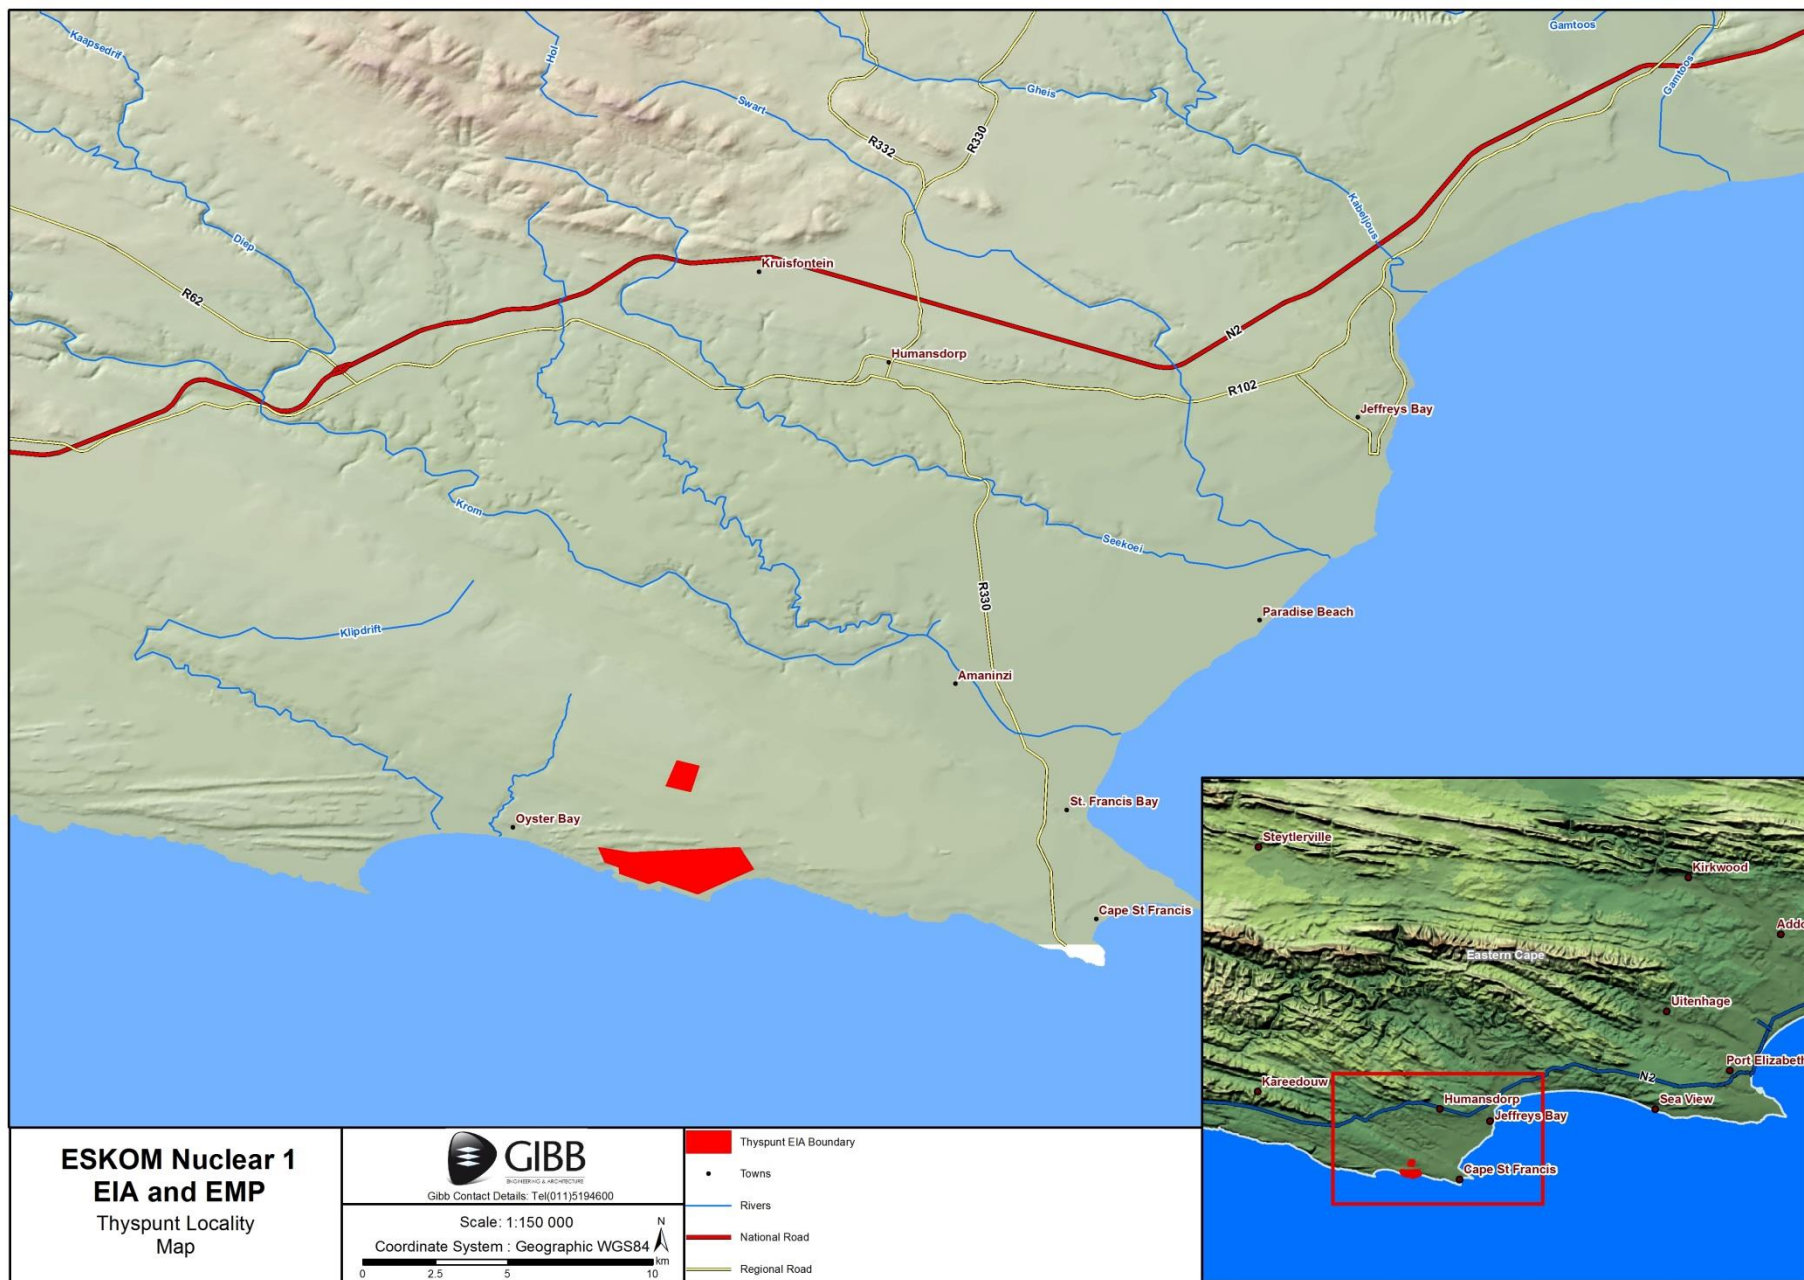 Kaapsedrif
Hol
Swart
Gheis
Gamtoos
Gamtoos
R332
R330
Kabeljous
Diep
R62
Kruisfontein
N2
Humansdorp
R102
Jeffreys Bay
Krom
Seekoei
R330
Klipdrift
Paradise Beach
Amaninzi
Oyster Bay
St. Francis Bay
Cape St Francis
Steytlerville
Kirkwood
Addo
Eastern Cape
Uitenhage
Port Elizabeth
Kareedouw
N2
Humansdorp
Sea View
Jeffreys Bay
Cape St Francis
ESKOM Nuclear 1
EIA and EMP
Thyspunt Locality
Map
GIBB
ENGINEERING & ARCHITECTURE
Gibb Contact Details: Tel(011)5194600
Scale: 1:150 000
N
Coordinate System : Geographic WGS84
km
0 2.5 5 10
Thyspunt EIA Boundary
Towns
Rivers
National Road
Regional Road